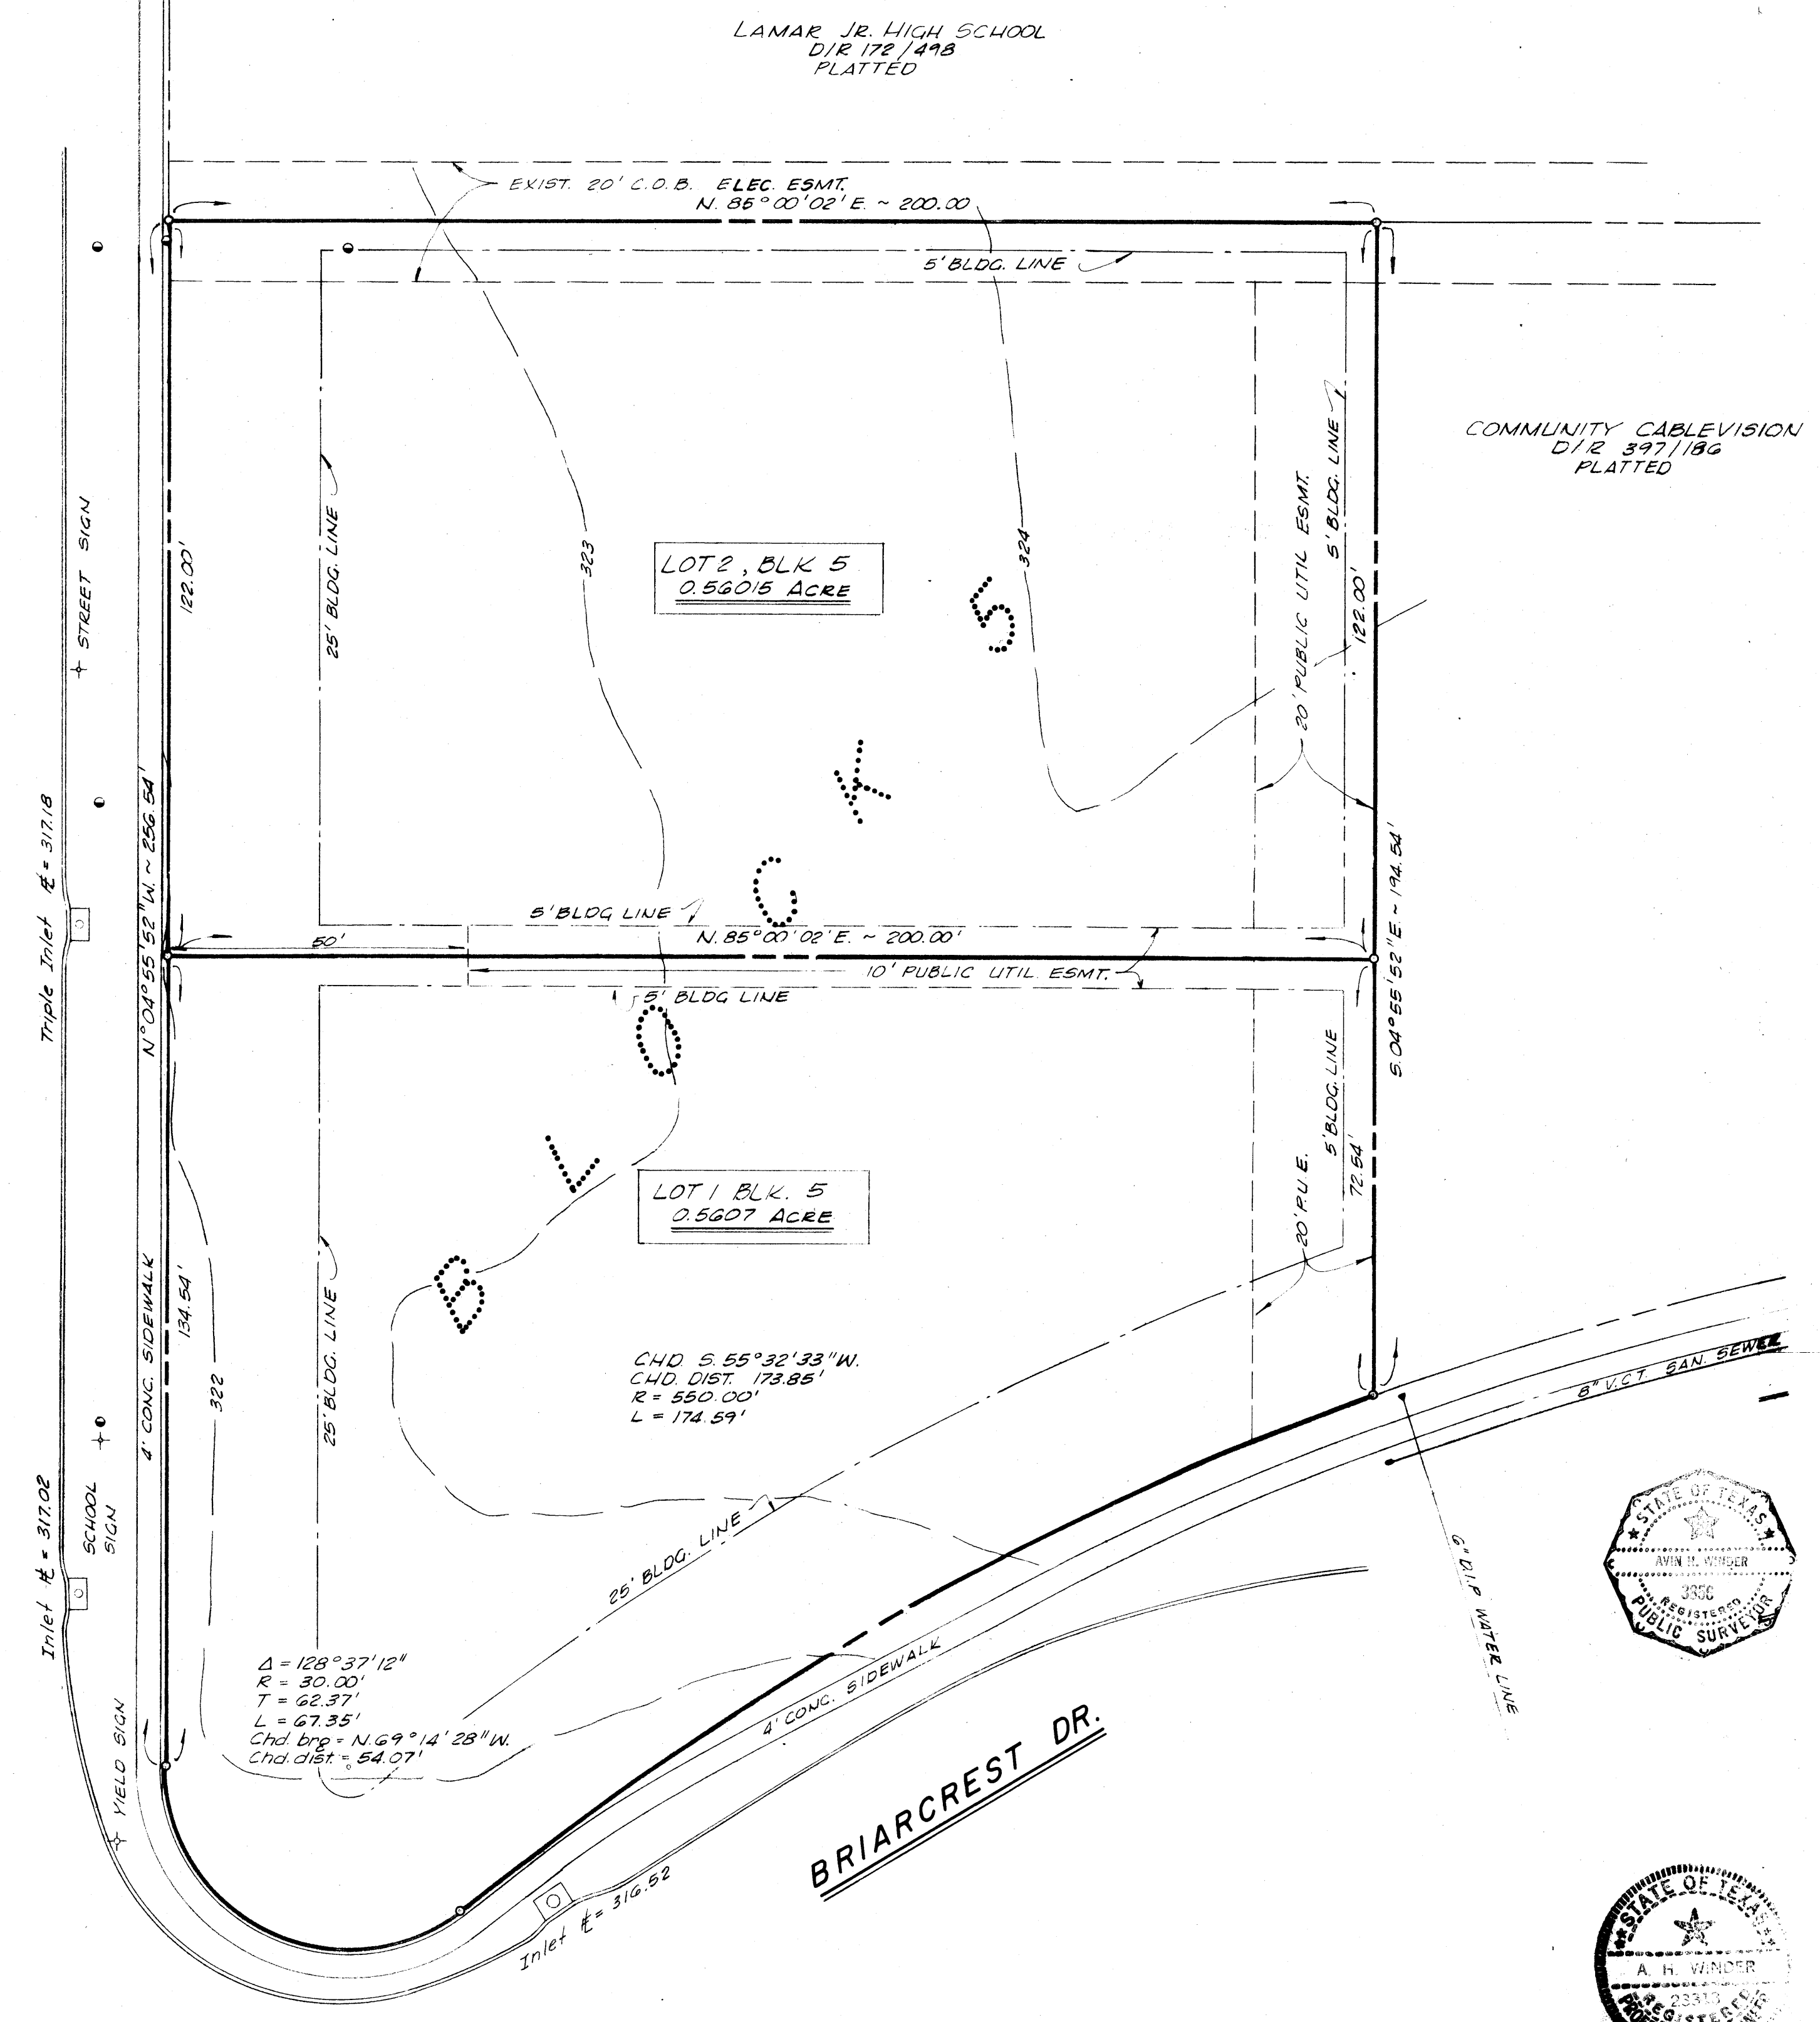 LAMAR JR. HIGH SCHOOL
D/R 172/498
PLATTED
EXIST. 20' C.O.B. ELEC. ESMT.
N. 85°00'02'E. ~ 200.00
5' BLDG. LINE
COMMUNITY CABLEVISION
D/R 397/186
PLATTED
STREET SIGN
122.00'
25' BLDG. LINE
323
LOT 2, BLK 5
0.56015 ACRE
324
20' PUBLIC UTIL ESMT.
5' BLDG. LINE
122.00'
BLOCK 5
Triple Inlet ℄ = 317.18
N°04°55'52"W. ~ 256.54'
5' BLDG LINE
50'
N. 85°00'02'E. ~ 200.00'
10' PUBLIC UTIL. ESMT.
5' BLDG LINE
S.04°55'52"E. ~ 194.54'
LOT 1 BLK. 5
0.5607 ACRE
20' P.U.E.
5' BLDG. LINE
72.54'
4' CONC. SIDEWALK
134.54'
322
25' BLDG. LINE
CHD. S. 55°32'33"W.
CHD. DIST. 173.85'
R = 550.00'
L = 174.59'
8" V.C.T. SAN. SEWER
25' BLDG. LINE
SCHOOL
SIGN
Inlet ℄ = 317.02
6" D.I.P WATER LINE
STATE OF TEXAS
AVIN H. WINDER
REGISTERED
PUBLIC SURVEYOR
Δ = 128°37'12"
R = 30.00'
T = 62.37'
L = 67.35'
Chd. brg = N.69°14'28"W.
Chd. dist. = 54.07'
YIELD SIGN
4' CONC. SIDEWALK
BRIARCREST DR.
Inlet ℄ = 316.52
STATE OF TEXAS
A. H. WINDER
23313
REGISTERED